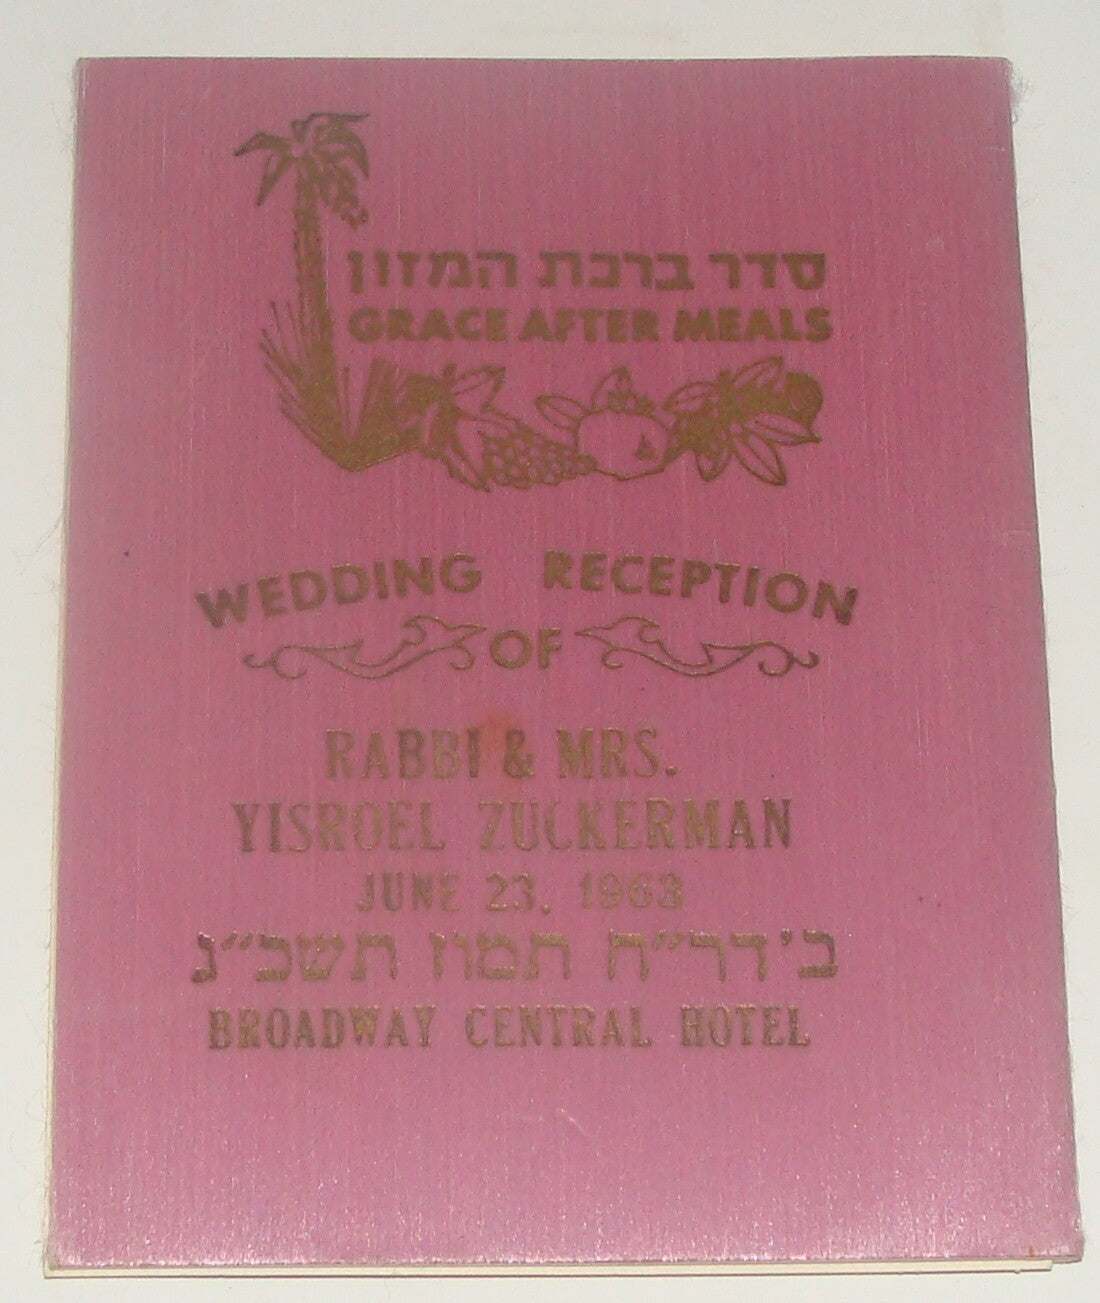 סדר ברכת המזון
GRACE AFTER MEALS
WEDDING RECEPTION
OF
RABBI & MRS.
YISROEL ZUCKERMAN
JUNE 23, 1963
ב׳ דר״ח תמוז תשכ״ג
BROADWAY CENTRAL HOTEL